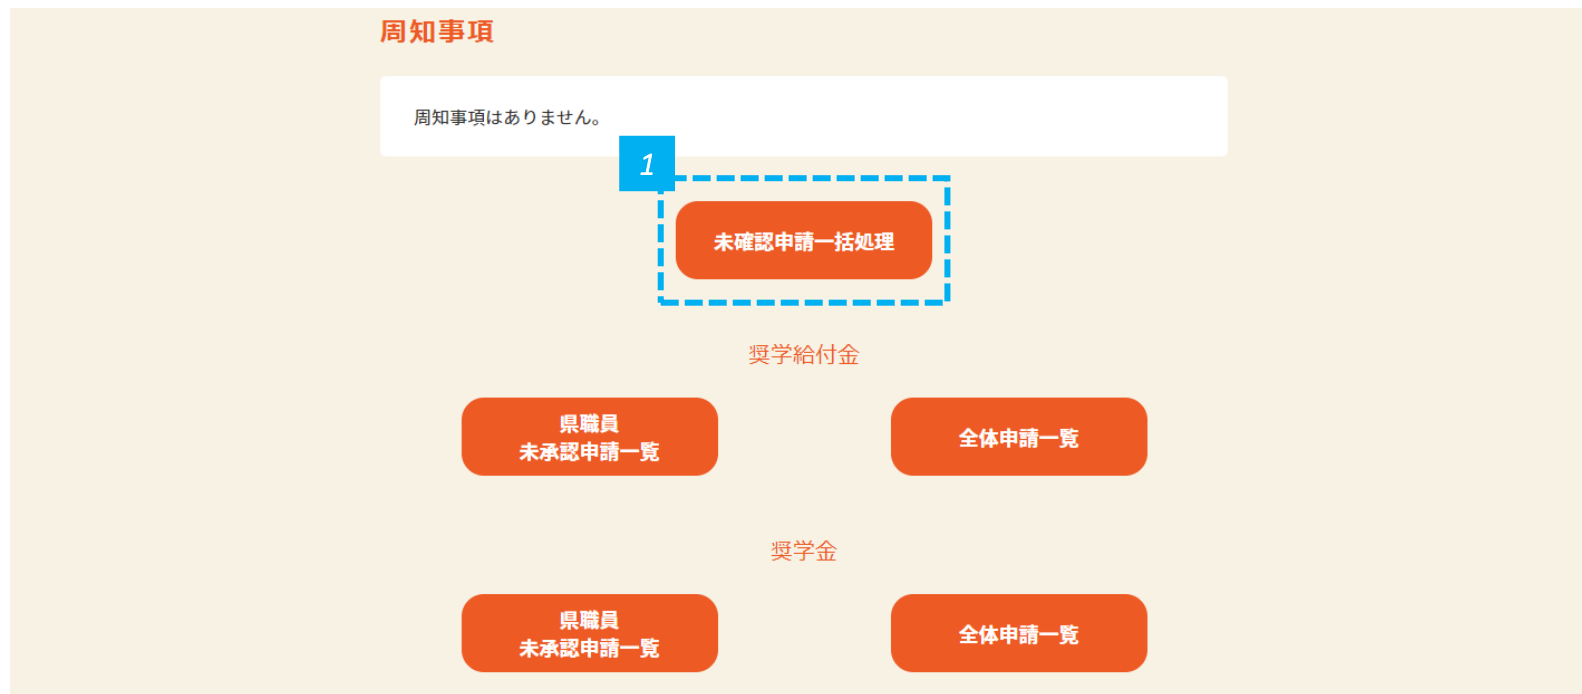 周知事項
周知事項はありません。
1
未確認申請一括処理
奨学給付金
県職員
未承認申請一覧
全体申請一覧
奨学金
県職員
未承認申請一覧
全体申請一覧